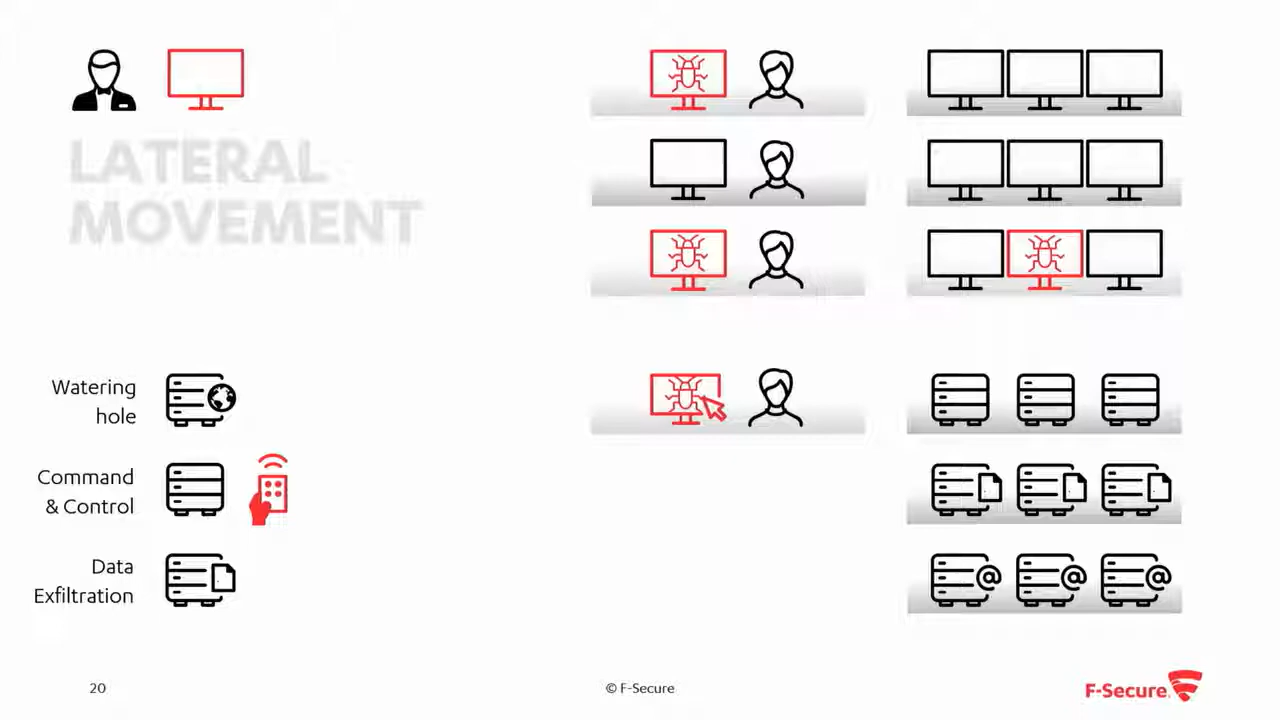 LATERAL
MOVEMENT
Watering
hole
Command
& Control
@ @ @
Data
Exfiltration
20
© F-Secure
F-Secure.